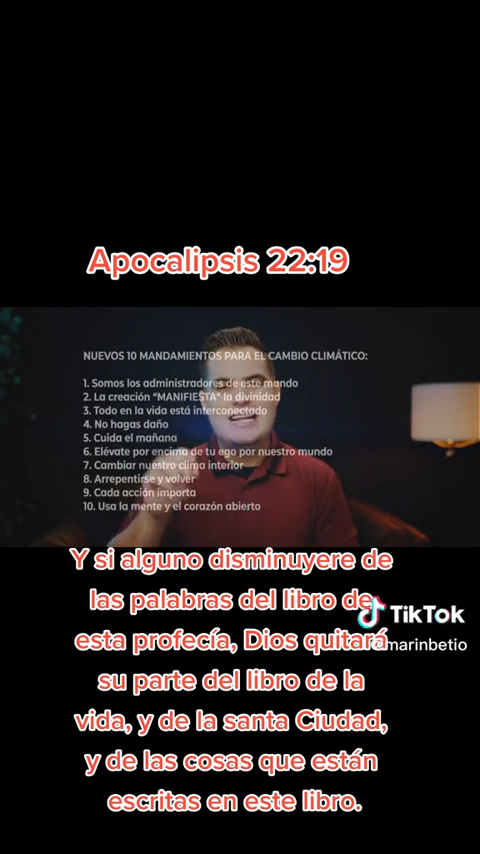 Apocalipsis 22:19
NUEVOS 10 MANDAMIENTOS PARA EL CAMBIO CLIMÁTICO:
1. Somos los administradores de este mundo
2. La creación "MANIFIESTA" la divinidad
3. Todo en la vida está interconectado
4. No hagas daño
5. Cuida el mañana
6. Elévate por encima de tu ego por nuestro mundo
7. Cambiar nuestro clima interior
8. Arrepentirse y volver
9. Cada acción importa
10. Usa la mente y el corazón abierto
Y si alguno disminuyere de
las palabras del libro de
esta profecía, Dios quitará
su parte del libro de la
vida, y de la santa Ciudad,
y de las cosas que están
escritas en este libro.
TikTok
@marinbetio